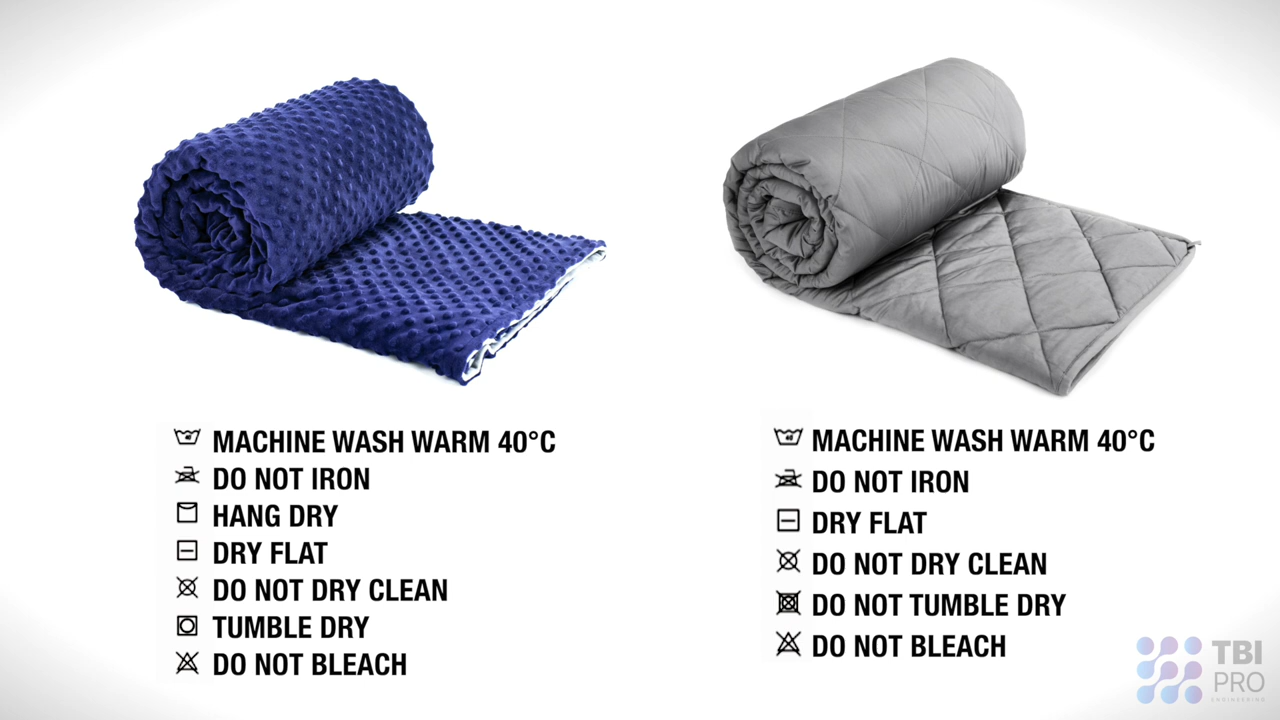 MACHINE WASH WARM 40°C
DO NOT IRON
HANG DRY
DRY FLAT
DO NOT DRY CLEAN
TUMBLE DRY
DO NOT BLEACH
MACHINE WASH WARM 40°C
DO NOT IRON
DRY FLAT
DO NOT DRY CLEAN
DO NOT TUMBLE DRY
DO NOT BLEACH
TBI
PRO
ENGINEERING